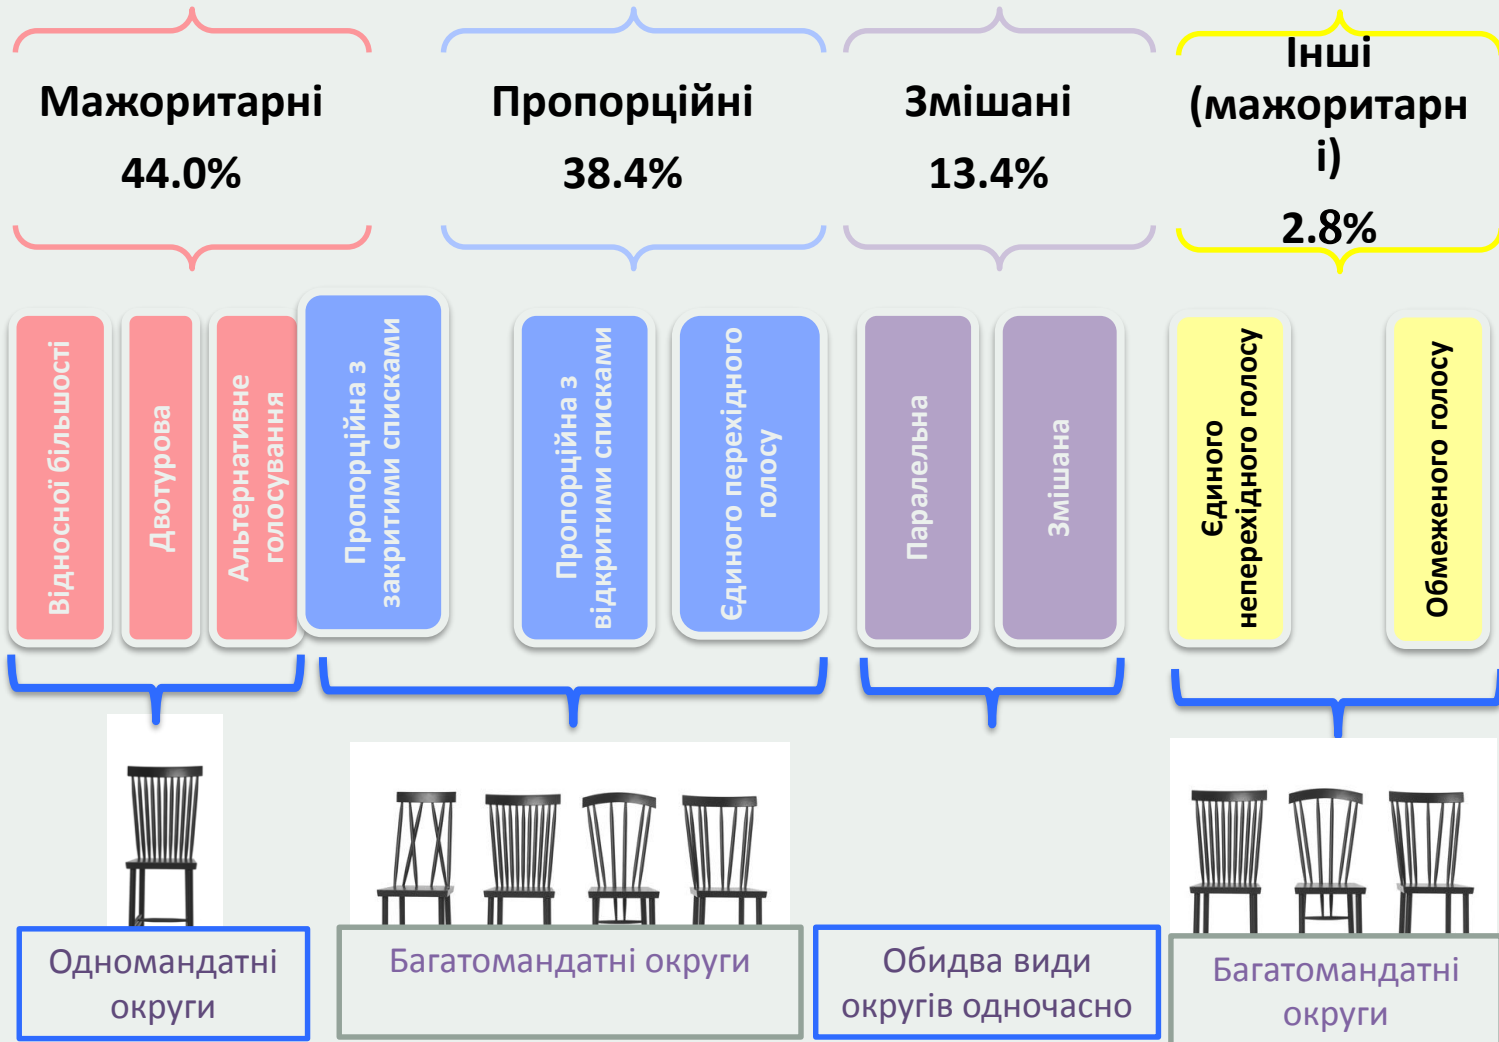 Мажоритарні
44.0%
Пропорційні
38.4%
Змішані
13.4%
Інші
(мажоритарн
і)
2.8%
Відносної більшості
Двотурова
Альтернативне
голосування
Пропорційна з
закритими списками
Пропорційна з
відкритими списками
Єдиного перехідного
голосу
Паралельна
Змішана
Єдиного
неперехідного голосу
Обмеженого голосу
Одномандатні
округи
Багатомандатні округи
Обидва види
округів одночасно
Багатомандатні
округи